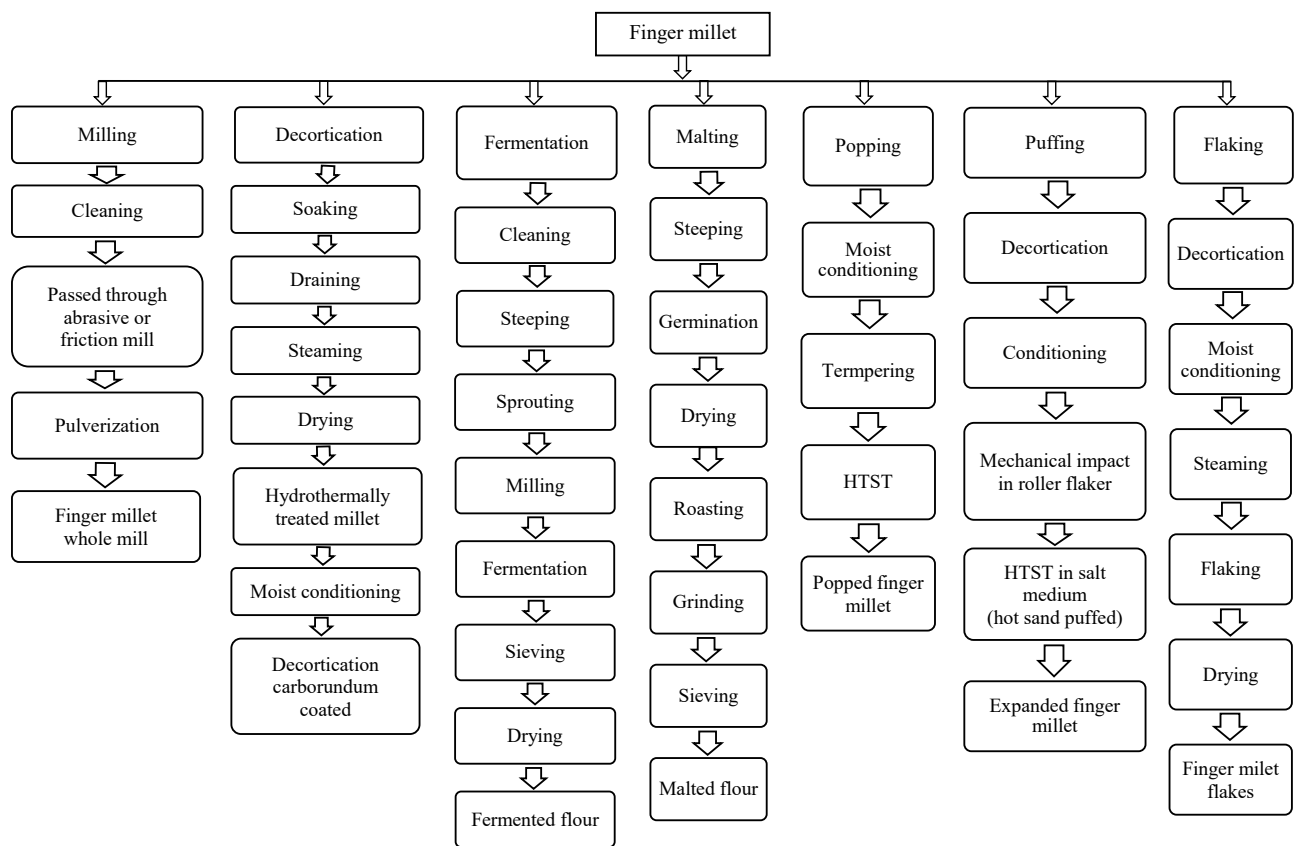 Finger millet
Milling
Cleaning
Passed through
abrasive or
friction mill
Pulverization
Finger millet
whole mill
Decortication
Soaking
Draining
Steaming
Drying
Hydrothermally
treated millet
Moist conditioning
Decortication
carborundum
coated
Fermentation
Cleaning
Steeping
Sprouting
Milling
Fermentation
Sieving
Drying
Fermented flour
Malting
Steeping
Germination
Drying
Roasting
Grinding
Sieving
Malted flour
Popping
Moist
conditioning
Termpering
HTST
Popped finger
millet
Puffing
Decortication
Conditioning
Mechanical impact
in roller flaker
HTST in salt
medium
(hot sand puffed)
Expanded finger
millet
Flaking
Decortication
Moist
conditioning
Steaming
Flaking
Drying
Finger milet
flakes